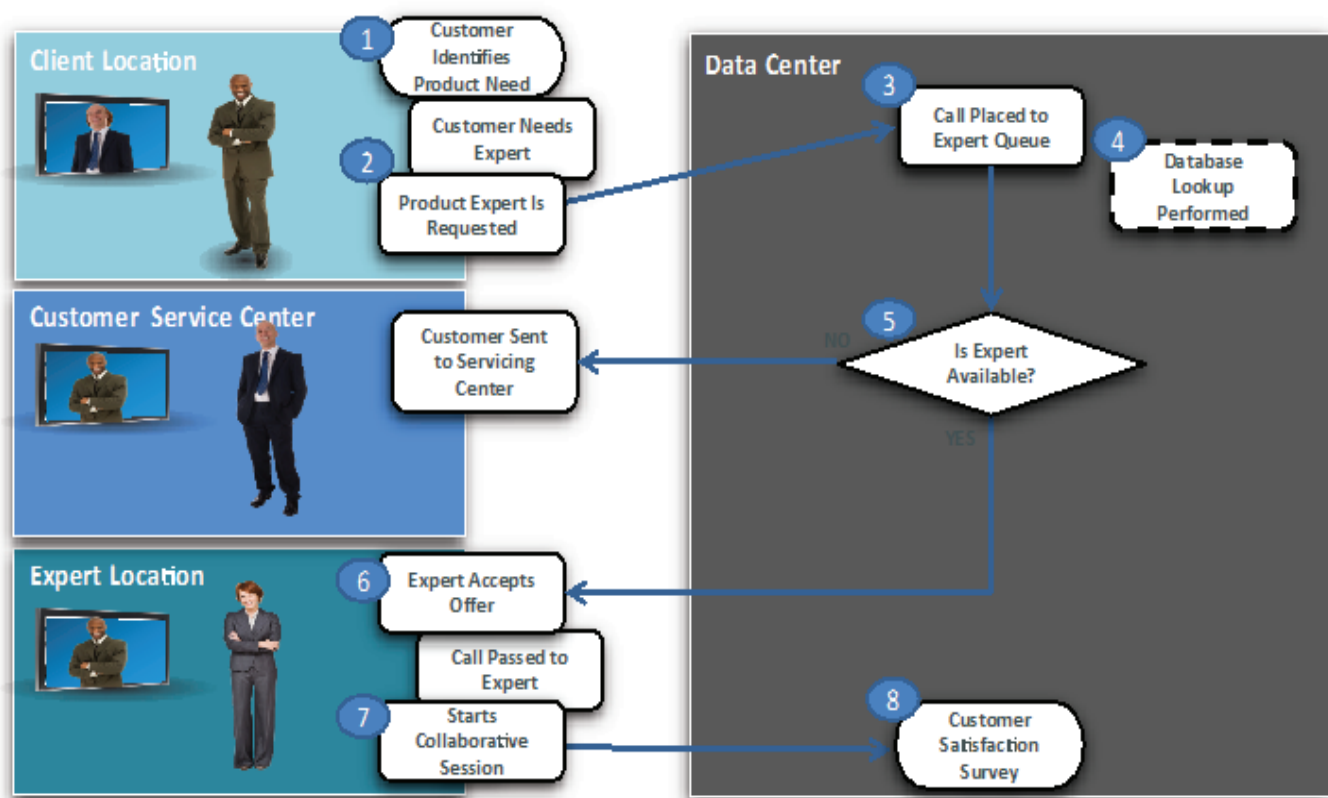 Client Location
1
Customer
Identifies
Product Need
Customer Needs
Expert
2
Product Expert Is
Requested
Data Center
3
Call Placed to
Expert Queue
4
Database
Lookup
Performed
Customer Service Center
Customer Sent
to Servicing
Center
NO
5
Is Expert
Available?
YES
Expert Location
6
Expert Accepts
Offer
Call Passed to
Expert
7
Starts
Collaborative
Session
8
Customer
Satisfaction
Survey